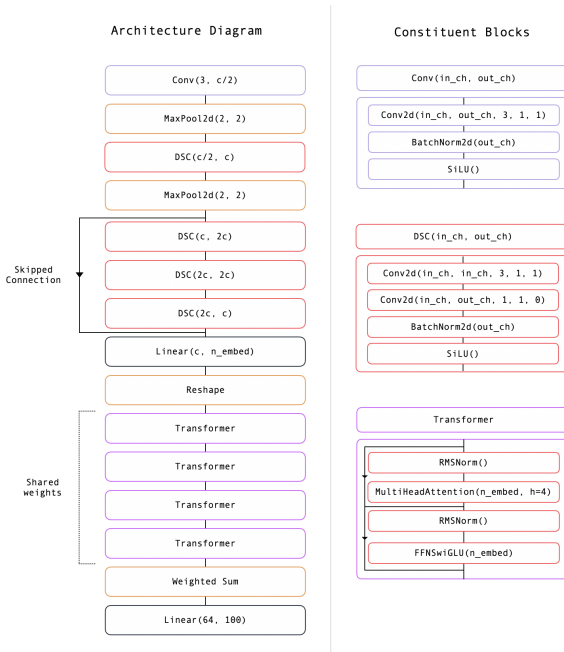 Architecture Diagram
Conv(3, c/2)
MaxPool2d(2, 2)
DSC(c/2, c)
MaxPool2d(2, 2)
DSC(c, 2c)
DSC(2c, 2c)
DSC(2c, c)
Skipped
Connection
Linear(c, n_embed)
Reshape
Transformer
Transformer
Transformer
Transformer
Shared
weights
Weighted Sum
Linear(64, 100)
Constituent Blocks
Conv(in_ch, out_ch)
Conv2d(in_ch, out_ch, 3, 1, 1)
BatchNorm2d(out_ch)
SiLU()
DSC(in_ch, out_ch)
Conv2d(in_ch, in_ch, 3, 1, 1)
Conv2d(in_ch, out_ch, 1, 1, 0)
BatchNorm2d(out_ch)
SiLU()
Transformer
RMSNorm()
MultiHeadAttention(n_embed, h=4)
RMSNorm()
FFNSwiGLU(n_embed)